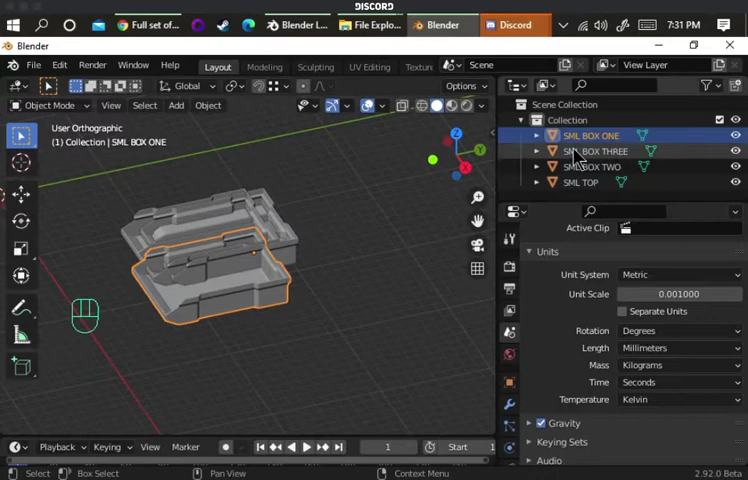 DISCORD
Full set of
Blender L
File Explo
Blender
Discord
7:31 PM
Blender
File Edit Render Window Help Layout Modeling Sculpting UV Editing Textur Scene View Layer
Global Options
Object Mode View Select Add Object
User Orthographic
(1) Collection | SML BOX ONE
Z
Y
X
Scene Collection
Collection
SML BOX ONE
SML BOX THREE
SML BOX TWO
SML TOP
Active Clip
Units
Unit System Metric
Unit Scale 0.001000
Separate Units
Rotation Degrees
Length Millimeters
Mass Kilograms
Time Seconds
Temperature Kelvin
Gravity
Keying Sets
Audio
Playback Keying View Marker 1 Start
Select Box Select Pan View Context Menu 2.92.0 Beta